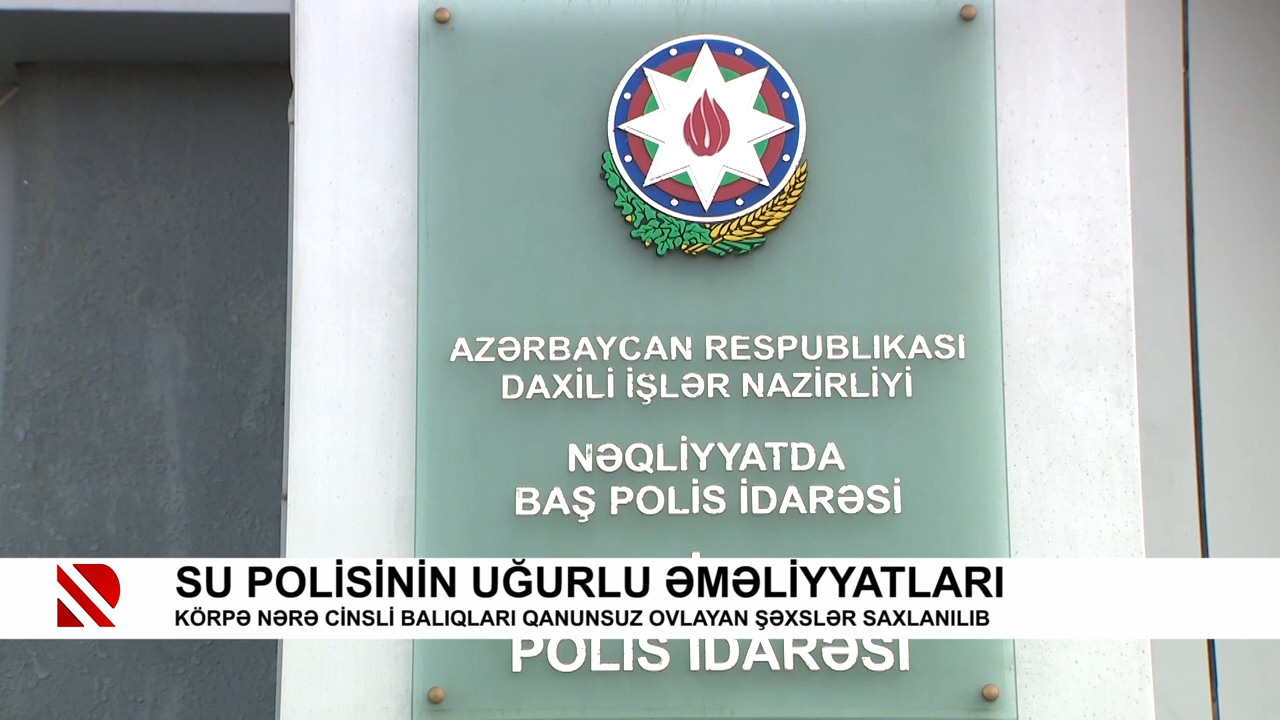 AZƏRBAYCAN RESPUBLIKASI
DAXİLİ İŞLƏR NAZİRLİYİ
NƏQLİYYATDA
BAŞ POLİS İDARƏSİ
SU POLİSİNİN UĞURLU ƏMƏLİYYATLARI
KÖRPƏ NƏRƏ CİNSLİ BALIQLARI QANUNSUZ OVLAYAN ŞƏXSLƏR SAXLANILIB
POLİS İDARƏSİ